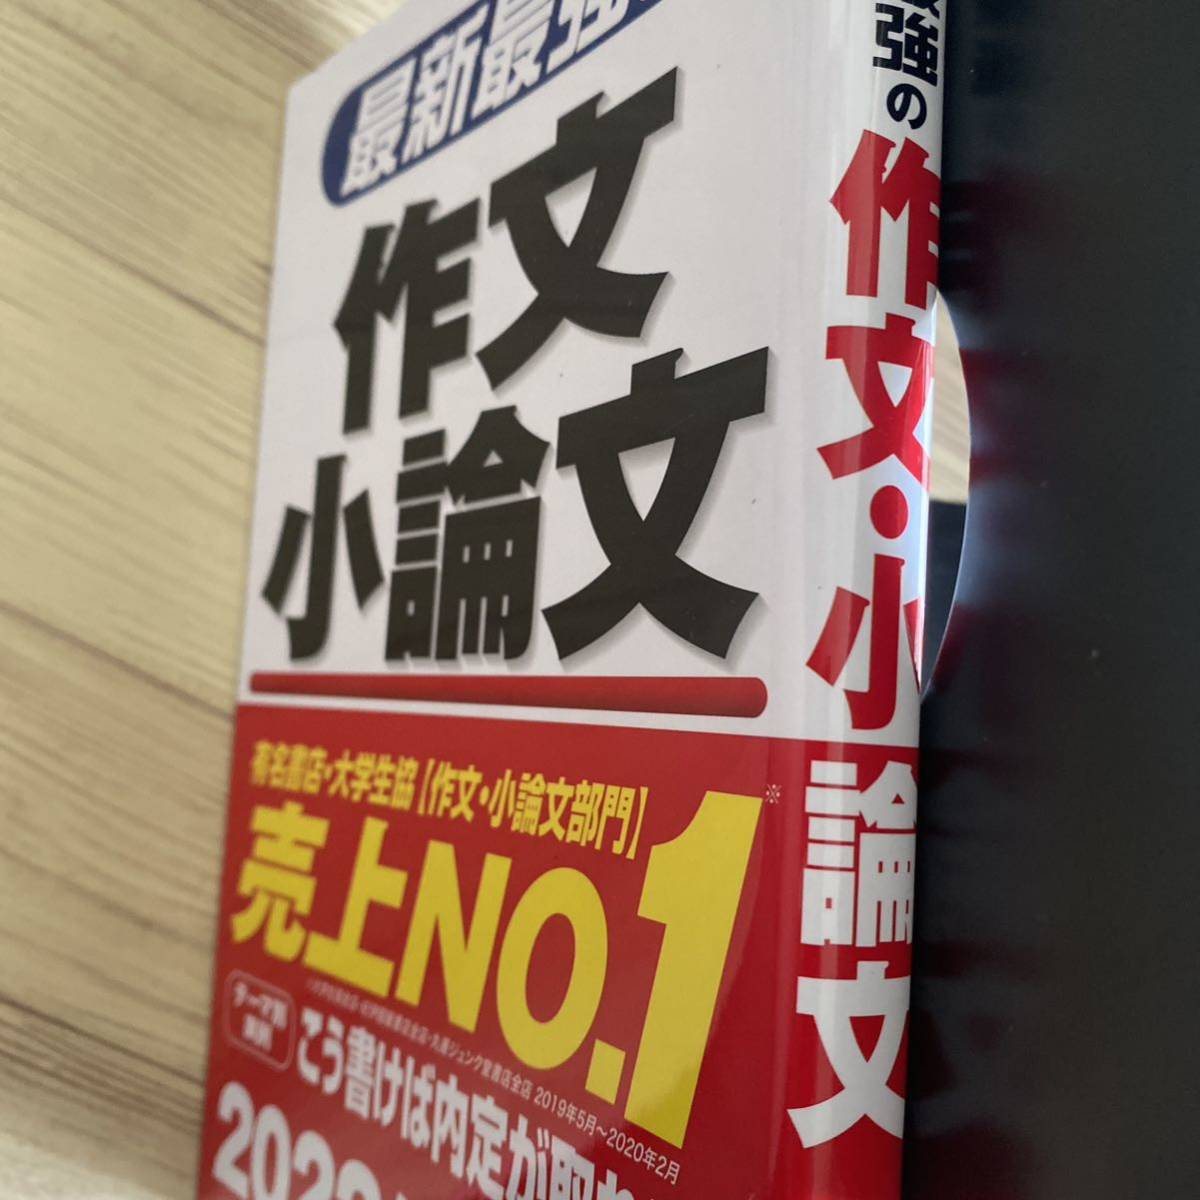 最新最強
作文
小論文
有名書店・大学生協【作文・小論文部門】
売上NO.1
※
2019年5月～2020年2月
テーマ別
こう書けば内定が取れ
強の作文・小論文